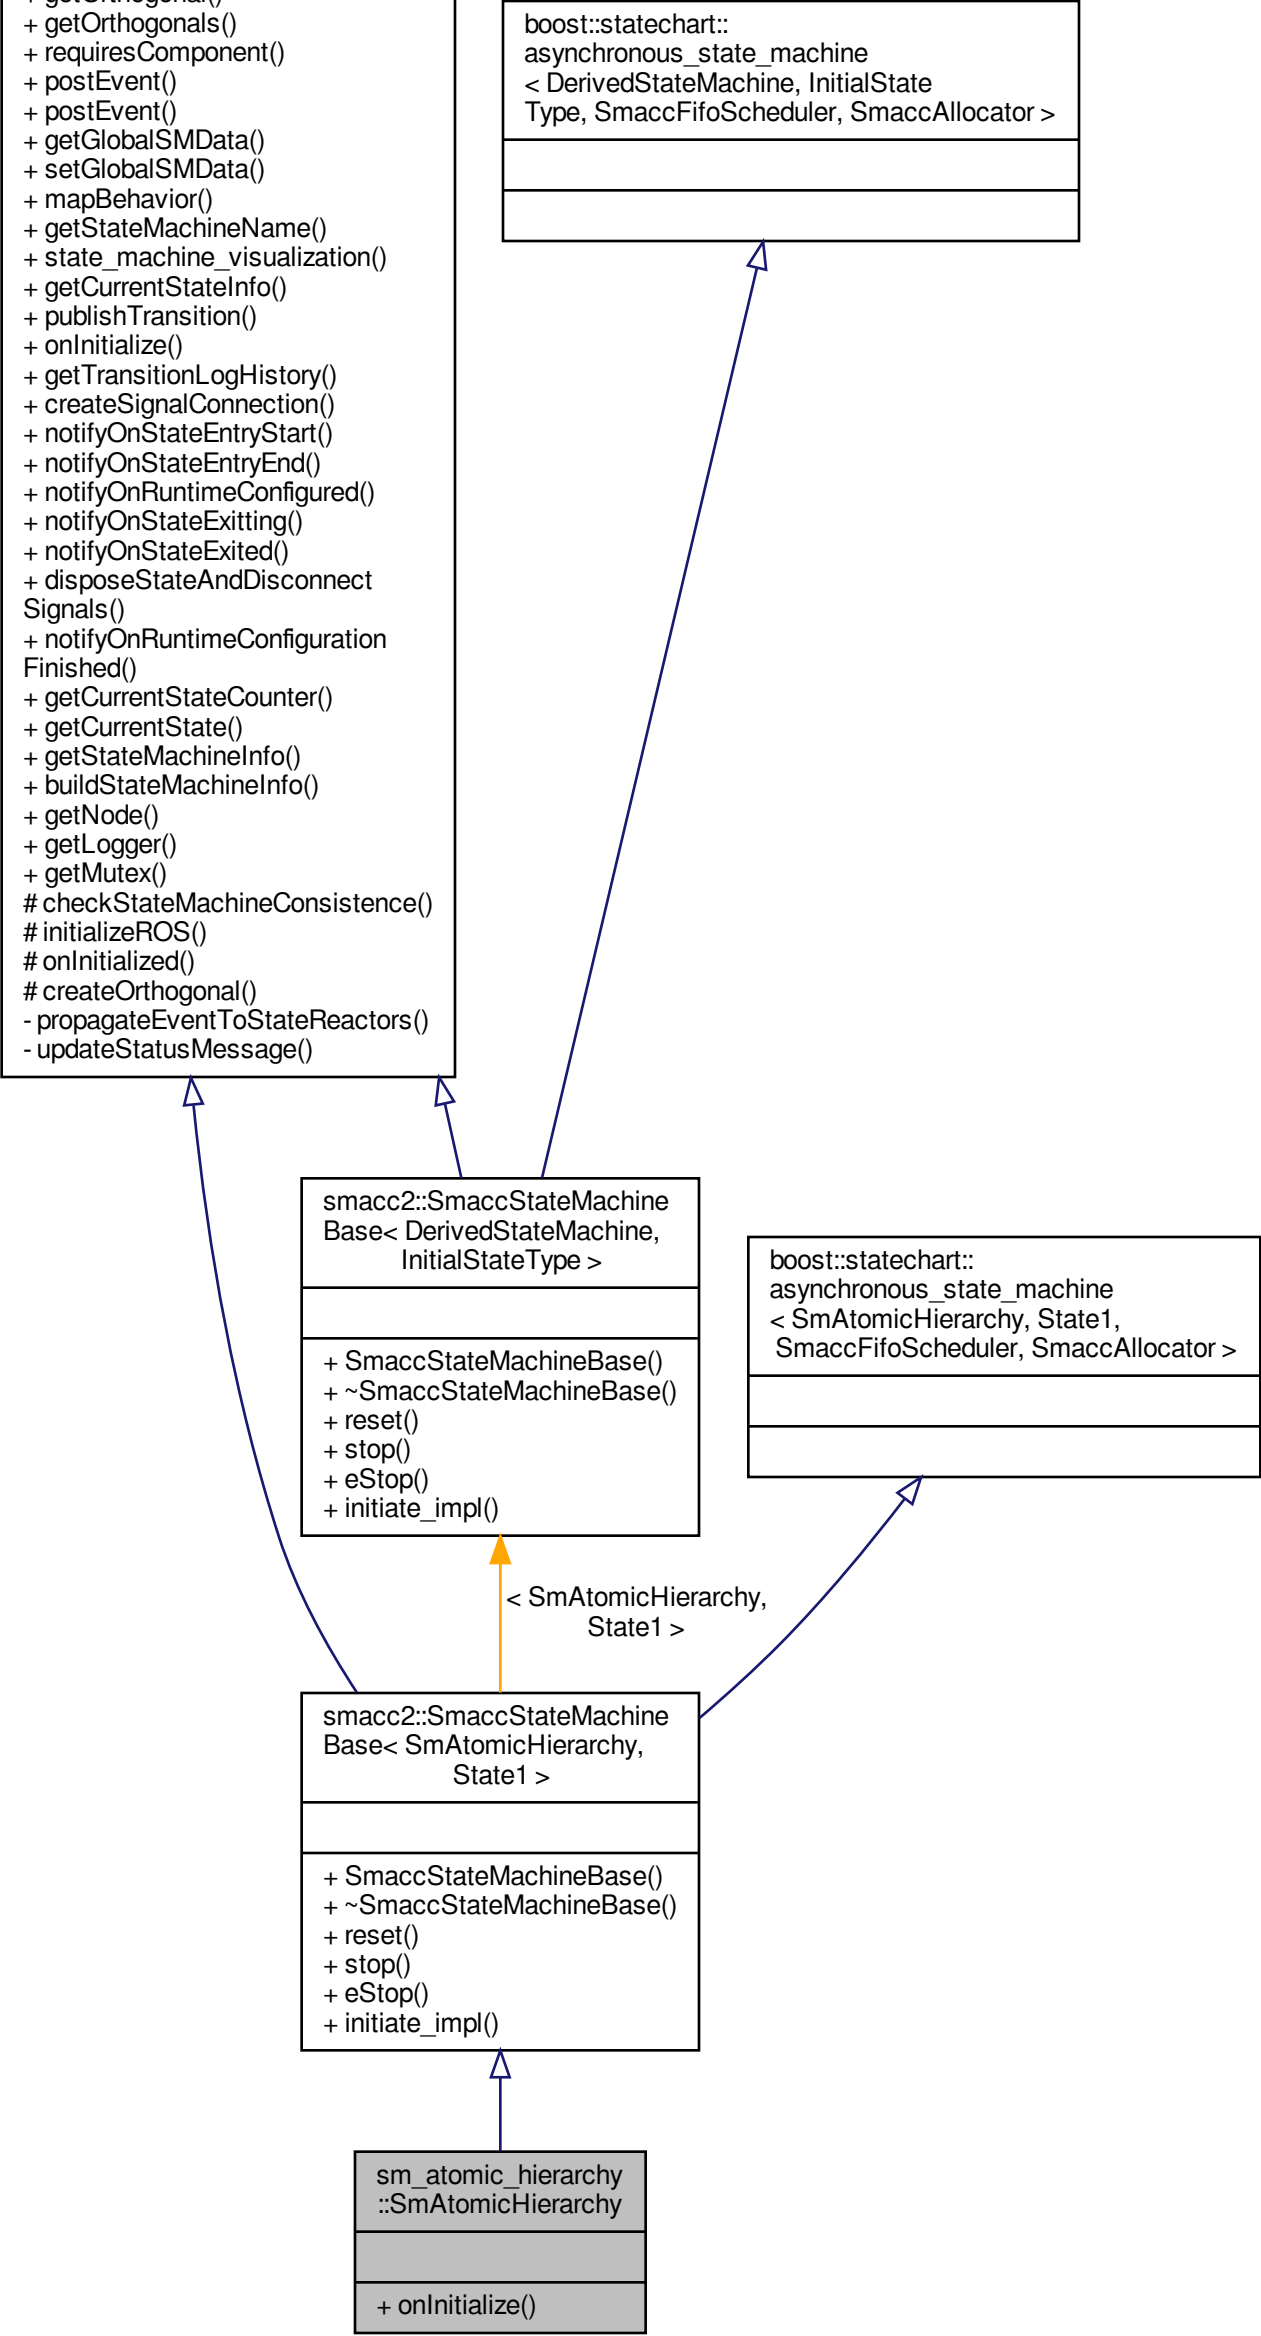 + getOrthogonal()
+ getOrthogonals()
+ requiresComponent()
+ postEvent()
+ postEvent()
+ getGlobalSMData()
+ setGlobalSMData()
+ mapBehavior()
+ getStateMachineName()
+ state_machine_visualization()
+ getCurrentStateInfo()
+ publishTransition()
+ onInitialize()
+ getTransitionLogHistory()
+ createSignalConnection()
+ notifyOnStateEntryStart()
+ notifyOnStateEntryEnd()
+ notifyOnRuntimeConfigured()
+ notifyOnStateExitting()
+ notifyOnStateExited()
+ disposeStateAndDisconnect
Signals()
+ notifyOnRuntimeConfiguration
Finished()
+ getCurrentStateCounter()
+ getCurrentState()
+ getStateMachineInfo()
+ buildStateMachineInfo()
+ getNode()
+ getLogger()
+ getMutex()
# checkStateMachineConsistence()
# initializeROS()
# onInitialized()
# createOrthogonal()
- propagateEventToStateReactors()
- updateStatusMessage()
boost::statechart::
asynchronous_state_machine
< DerivedStateMachine, InitialState
Type, SmaccFifoScheduler, SmaccAllocator >
smacc2::SmaccStateMachine
Base< DerivedStateMachine,
InitialStateType >
+ SmaccStateMachineBase()
+ ~SmaccStateMachineBase()
+ reset()
+ stop()
+ eStop()
+ initiate_impl()
boost::statechart::
asynchronous_state_machine
< SmAtomicHierarchy, State1,
SmaccFifoScheduler, SmaccAllocator >
< SmAtomicHierarchy,
State1 >
smacc2::SmaccStateMachine
Base< SmAtomicHierarchy,
State1 >
+ SmaccStateMachineBase()
+ ~SmaccStateMachineBase()
+ reset()
+ stop()
+ eStop()
+ initiate_impl()
sm_atomic_hierarchy
::SmAtomicHierarchy
+ onInitialize()